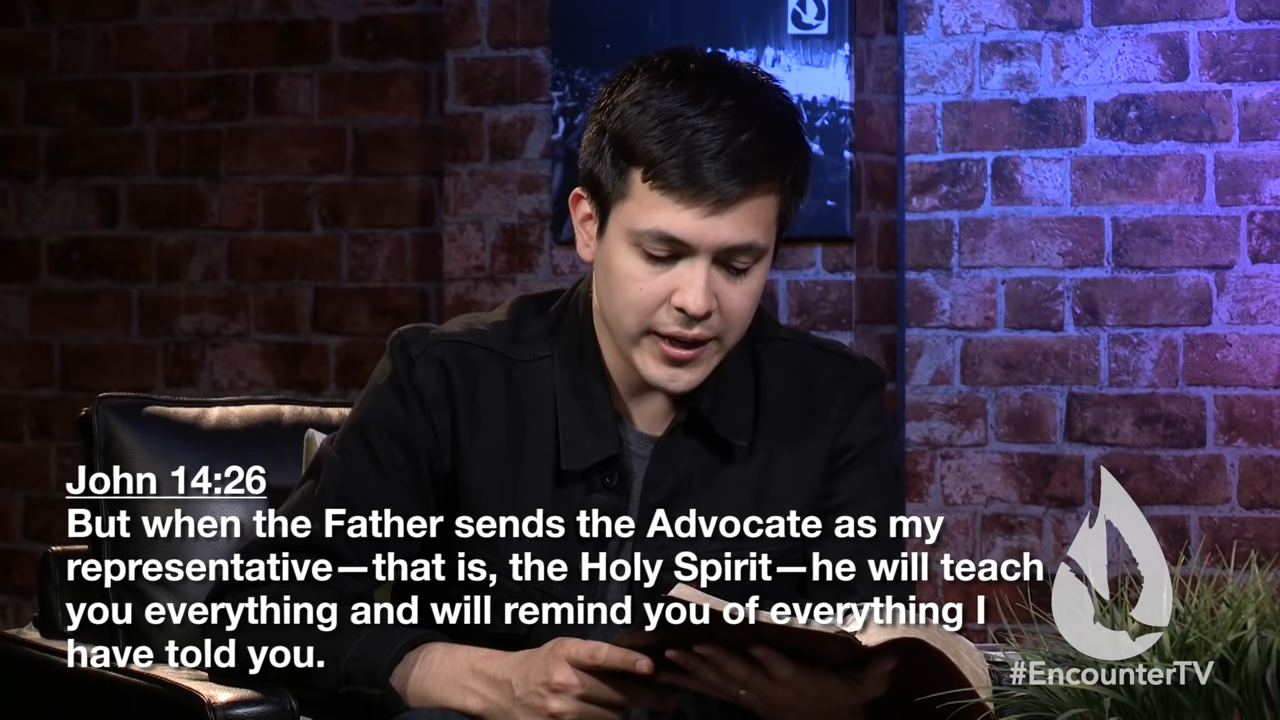 John 14:26
But when the Father sends the Advocate as my
representative—that is, the Holy Spirit—he will teach
you everything and will remind you of everything I
have told you.
#EncounterTV